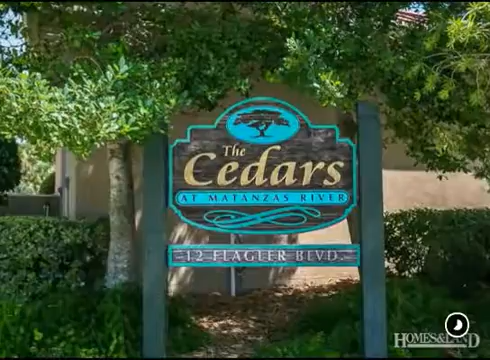 The
Cedars
AT MATANZAS RIVER
12 FLAGLER BLVD.
HOMES&LAND